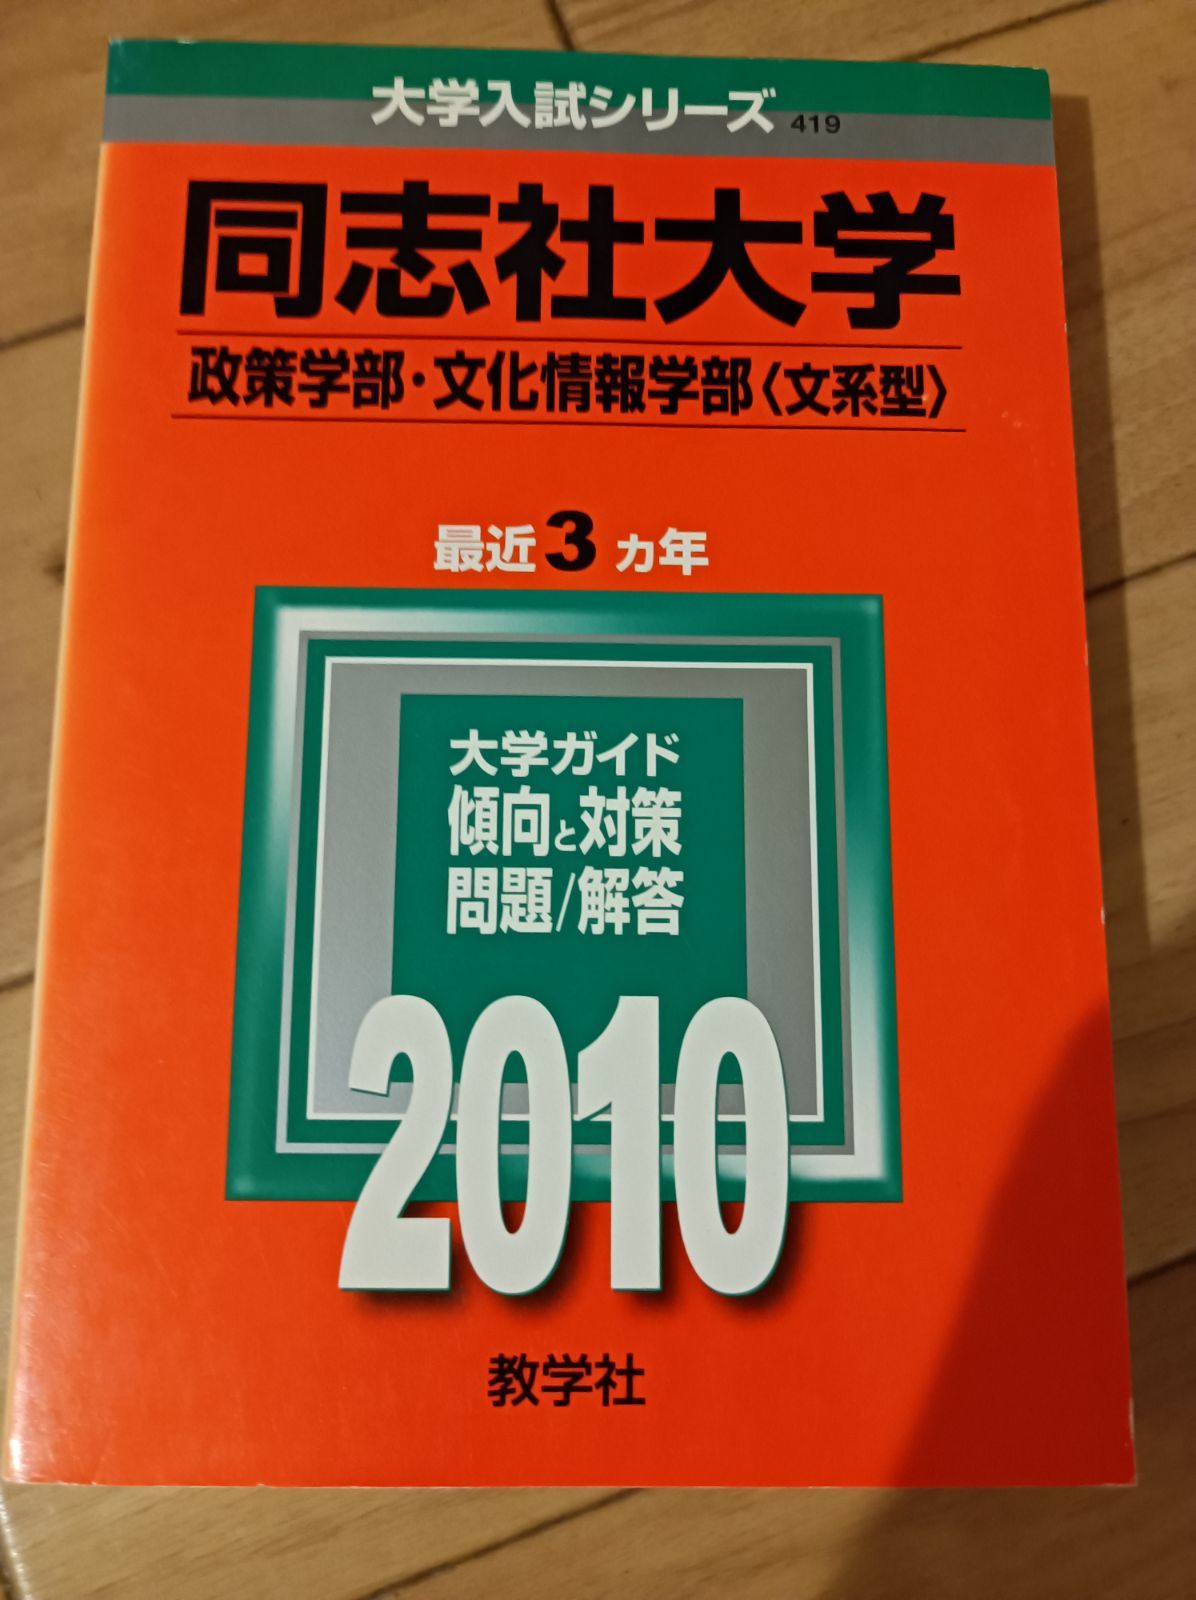 大学入試シリーズ 419
同志社大学
政策学部・文化情報学部〈文系型〉
最近3ヵ年
大学ガイド
傾向と対策
問題/解答
2010
教学社